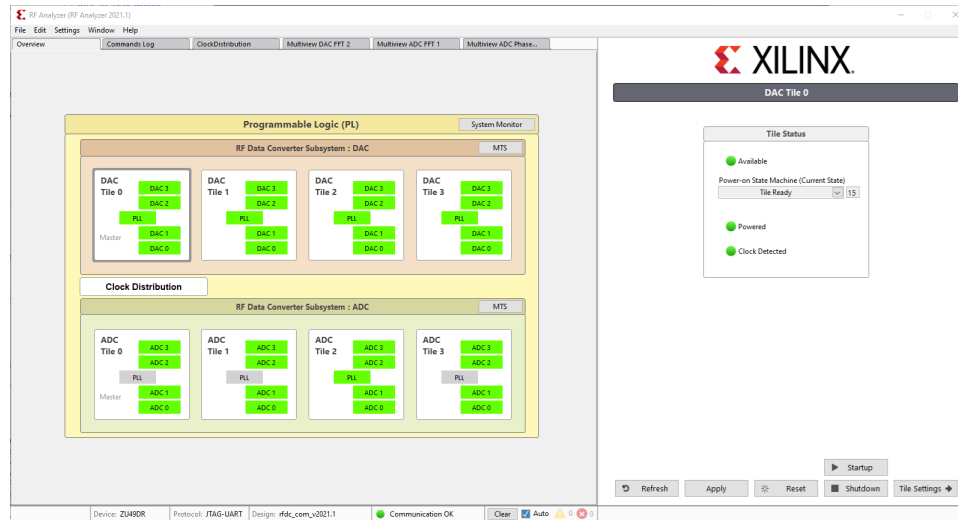 RF Analyzer (RF Analyzer 2021.1)
File Edit Settings Window Help
Overview Commands Log ClockDistribution Multiview DAC FFT 2 Multiview ADC FFT 1 Multiview ADC Phase...
XILINX.
DAC Tile 0
Programmable Logic (PL) System Monitor
RF Data Converter Subsystem : DAC MTS
DAC Tile 0 DAC 3 DAC 2 PLL Master DAC 1 DAC 0
DAC Tile 1 DAC 3 DAC 2 PLL DAC 1 DAC 0
DAC Tile 2 DAC 3 DAC 2 PLL DAC 1 DAC 0
DAC Tile 3 DAC 3 DAC 2 PLL DAC 1 DAC 0
Clock Distribution
RF Data Converter Subsystem : ADC MTS
ADC Tile 0 ADC 3 ADC 2 PLL Master ADC 1 ADC 0
ADC Tile 1 ADC 3 ADC 2 PLL ADC 1 ADC 0
ADC Tile 2 ADC 3 ADC 2 PLL ADC 1 ADC 0
ADC Tile 3 ADC 3 ADC 2 PLL ADC 1 ADC 0
Tile Status
Available
Power-on State Machine (Current State)
Tile Ready 15
Powered
Clock Detected
Startup
Refresh Apply Reset Shutdown Tile Settings
Device: ZU49DR Protocol: JTAG-UART Design: rfdc_com_v2021.1 Communication OK Clear Auto 0 0